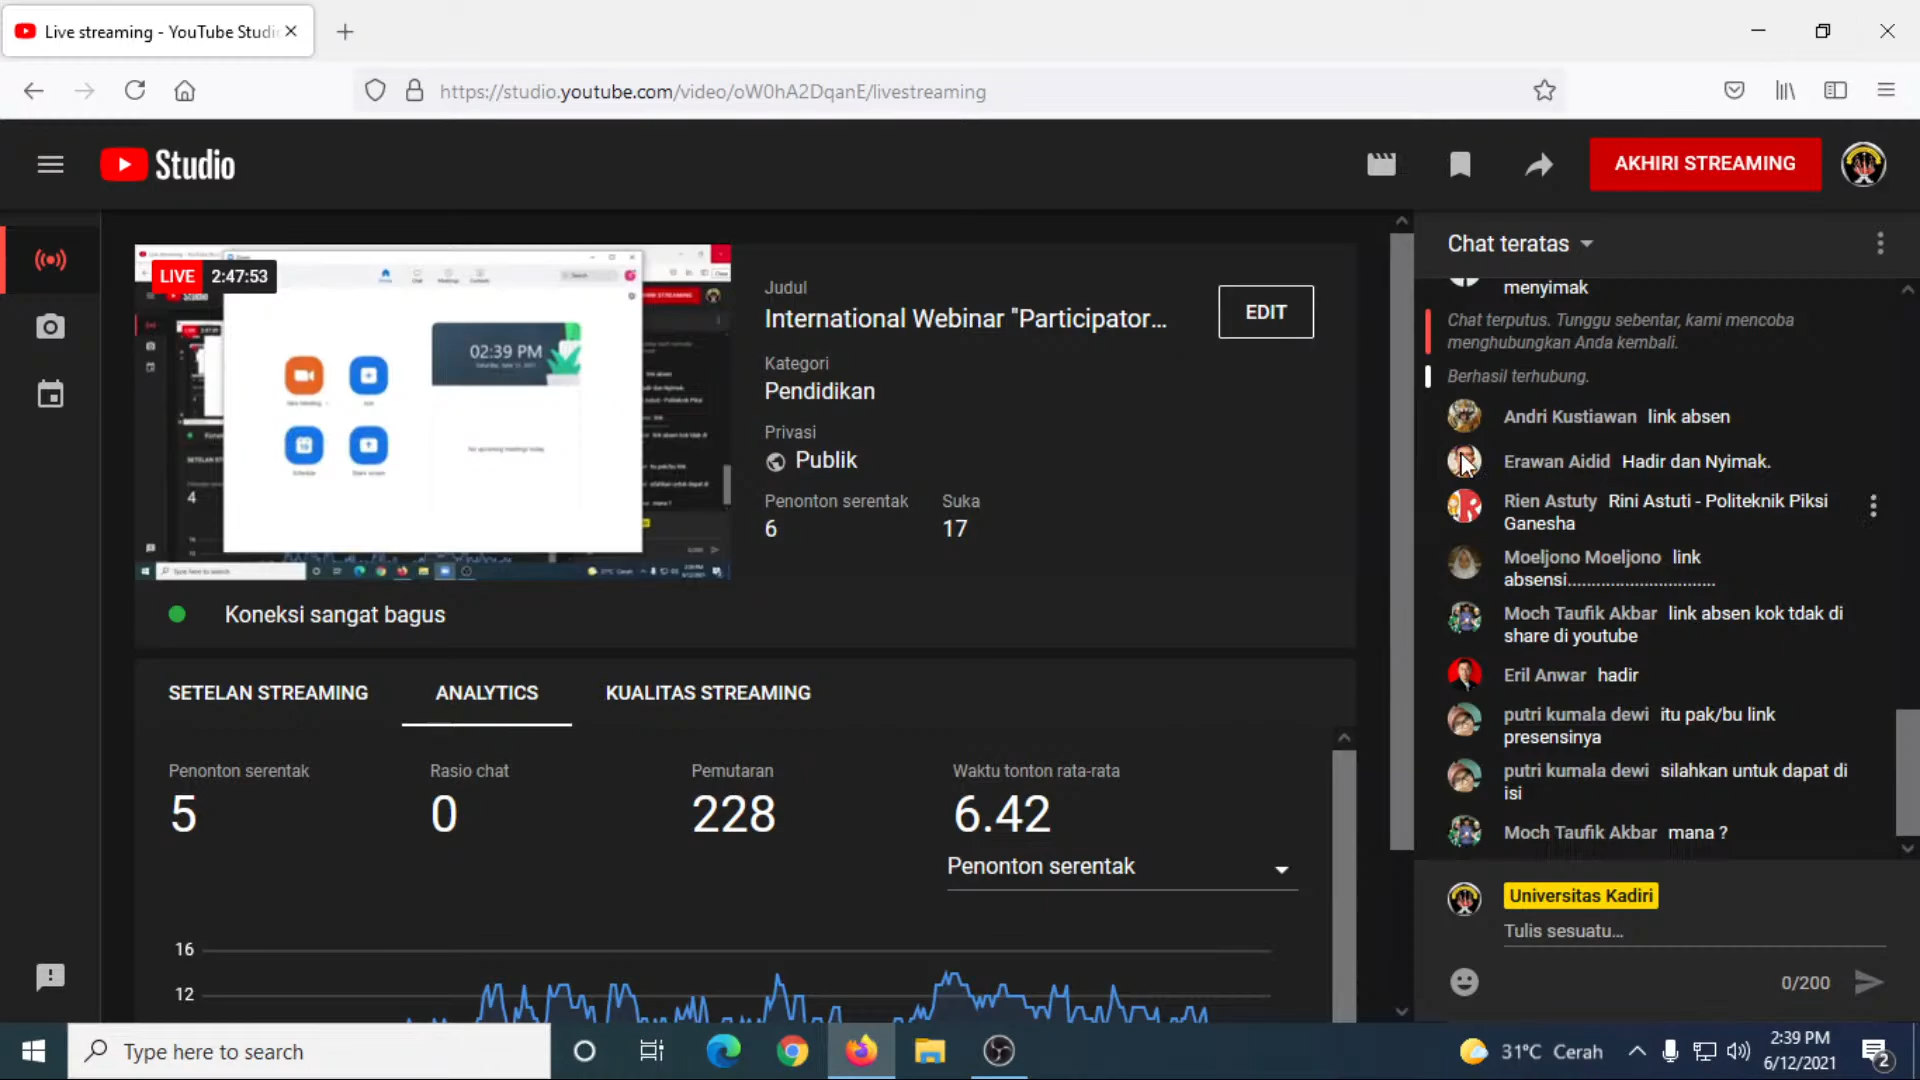 Live streaming - YouTube Studi
https://studio.youtube.com/video/oW0hA2DqanE/livestreaming
Studio
AKHIRI STREAMING
LIVE 2:47:53
02:39 PM
Judul
International Webinar "Participator...
EDIT
Kategori
Pendidikan
Privasi
Publik
Penonton serentak Suka
6 17
Koneksi sangat bagus
SETELAN STREAMING ANALYTICS KUALITAS STREAMING
Penonton serentak Rasio chat Pemutaran Waktu tonton rata-rata
5 0 228 6.42
Penonton serentak
16
12
Chat teratas
menyimak
Chat terputus. Tunggu sebentar, kami mencoba
menghubungkan Anda kembali.
Berhasil terhubung.
Andri Kustiawan link absen
Erawan Aidid Hadir dan Nyimak.
Rien Astuty Rini Astuti - Politeknik Piksi
Ganesha
Moeljono Moeljono link
absensi...............................
Moch Taufik Akbar link absen kok tdak di
share di youtube
Eril Anwar hadir
putri kumala dewi itu pak/bu link
presensinya
putri kumala dewi silahkan untuk dapat di
isi
Moch Taufik Akbar mana ?
Universitas Kadiri
Tulis sesuatu...
0/200
Type here to search
31°C Cerah
2:39 PM
6/12/2021
2